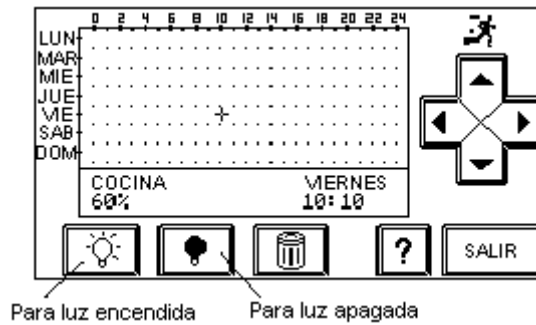 0 2 4 6 8 10 12 14 16 18 20 22 24
LUN
MAR
MIE
JUE
VIE
SAB
DOM
COCINA VIERNES
60% 10:10
? SALIR
Para luz encendida Para luz apagada